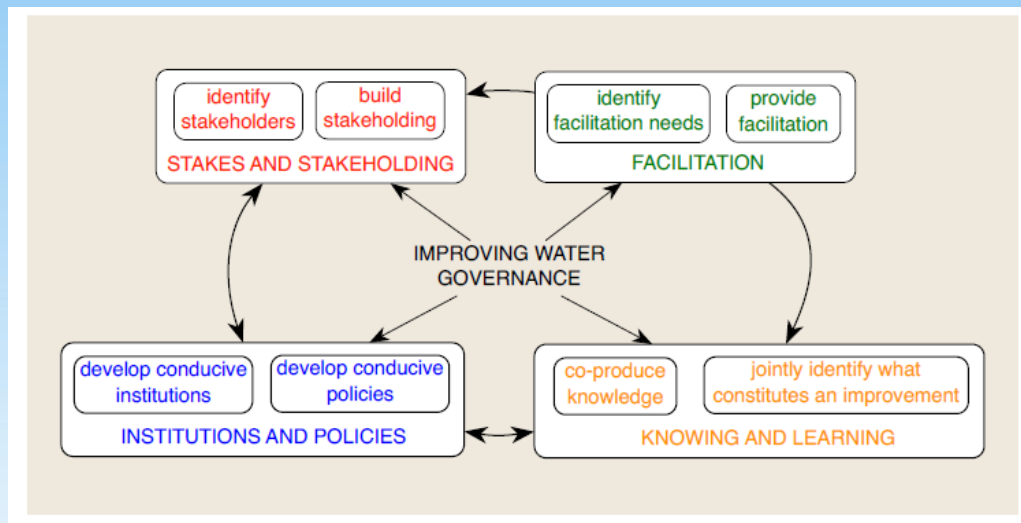 identify
stakeholders
build
stakeholding
STAKES AND STAKEHOLDING
identify
facilitation needs
provide
facilitation
FACILITATION
IMPROVING WATER
GOVERNANCE
develop conducive
institutions
develop conducive
policies
INSTITUTIONS AND POLICIES
co-produce
knowledge
jointly identify what
constitutes an improvement
KNOWING AND LEARNING